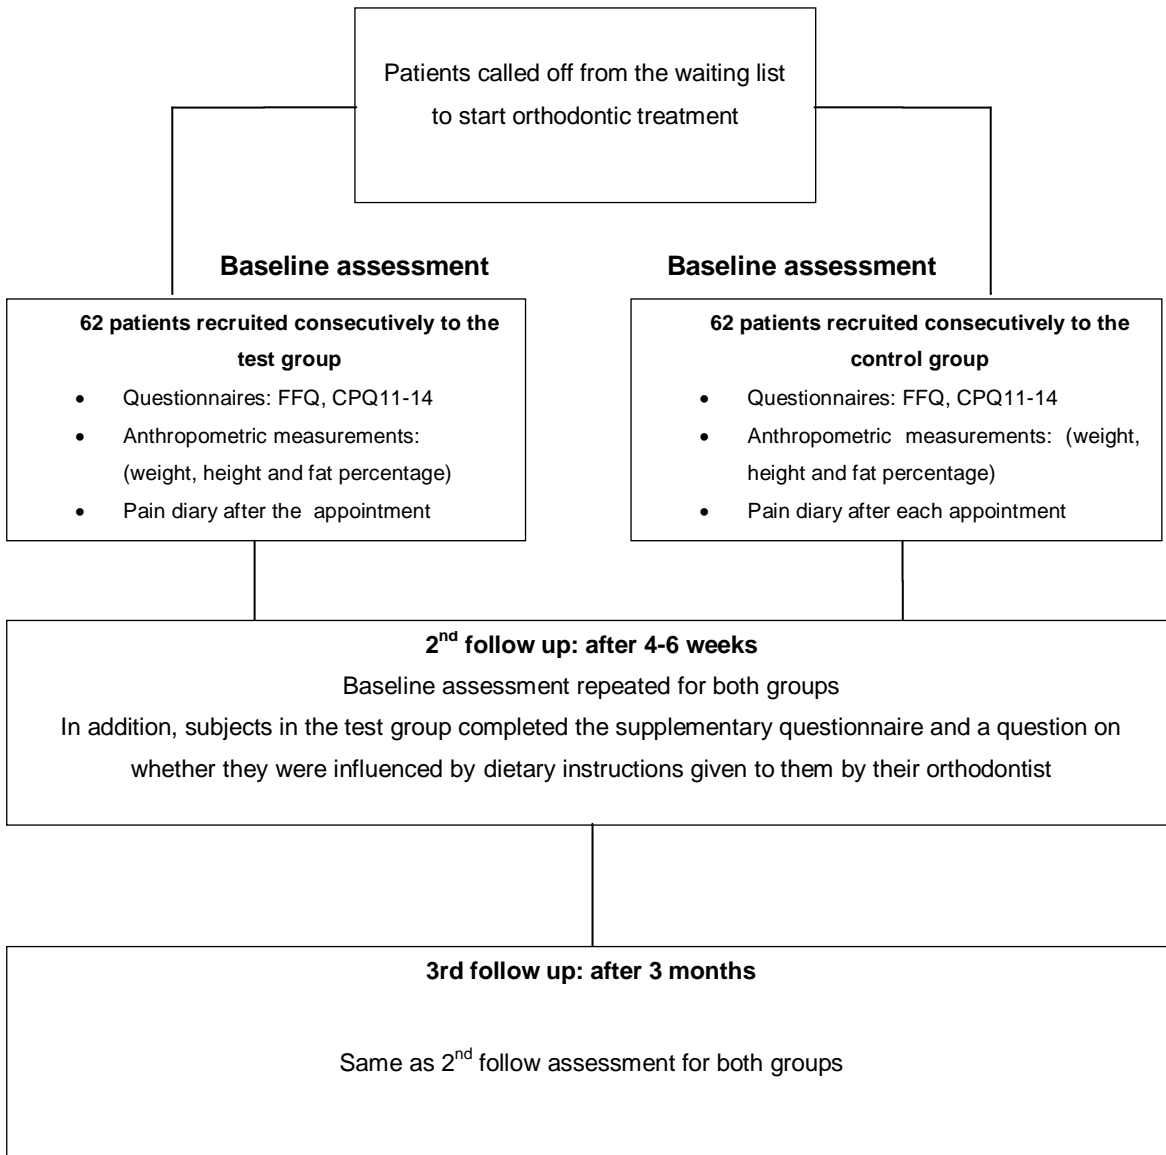 Patients called off from the waiting list
to start orthodontic treatment
Baseline assessment
62 patients recruited consecutively to the
test group
• Questionnaires: FFQ, CPQ11-14
• Anthropometric measurements:
(weight, height and fat percentage)
• Pain diary after the appointment
Baseline assessment
62 patients recruited consecutively to the
control group
• Questionnaires: FFQ, CPQ11-14
• Anthropometric measurements: (weight,
height and fat percentage)
• Pain diary after each appointment
2nd follow up: after 4-6 weeks
Baseline assessment repeated for both groups
In addition, subjects in the test group completed the supplementary questionnaire and a question on
whether they were influenced by dietary instructions given to them by their orthodontist
3rd follow up: after 3 months
Same as 2nd follow assessment for both groups